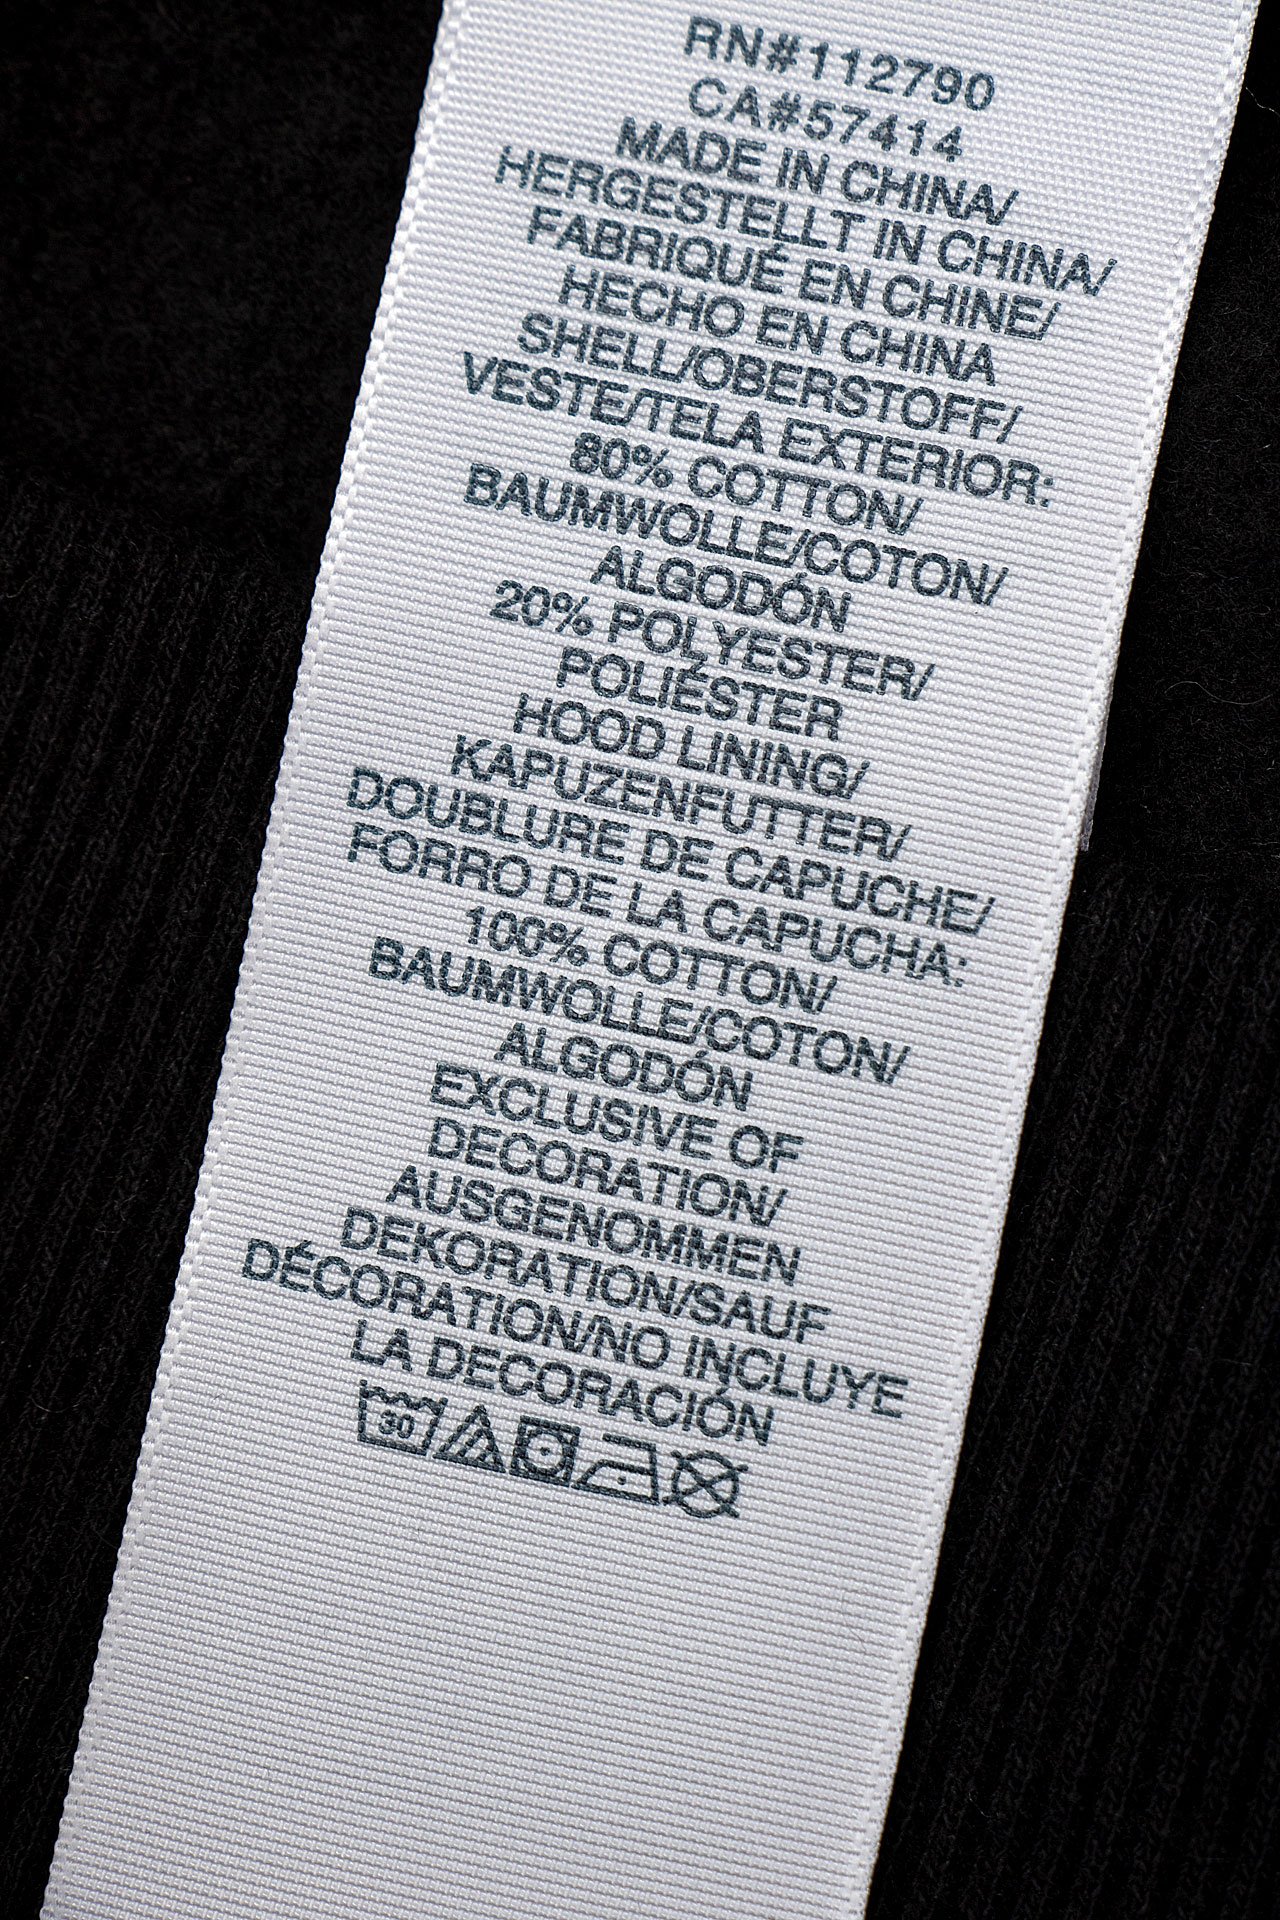 RN#112790
CA#57414
MADE IN CHINA/
HERGESTELLT IN CHINA/
FABRIQUÉ EN CHINE/
HECHO EN CHINA
SHELL/OBERSTOFF/
VESTE/TELA EXTERIOR:
80% COTTON/
BAUMWOLLE/COTON/
ALGODÓN
20% POLYESTER/
POLIÉSTER
HOOD LINING/
KAPUZENFUTTER/
DOUBLURE DE CAPUCHE/
FORRO DE LA CAPUCHA:
100% COTTON/
BAUMWOLLE/COTON/
ALGODÓN
EXCLUSIVE OF
DECORATION/
AUSGENOMMEN
DEKORATION/SAUF
DÉCORATION/NO INCLUYE
LA DECORACIÓN
30